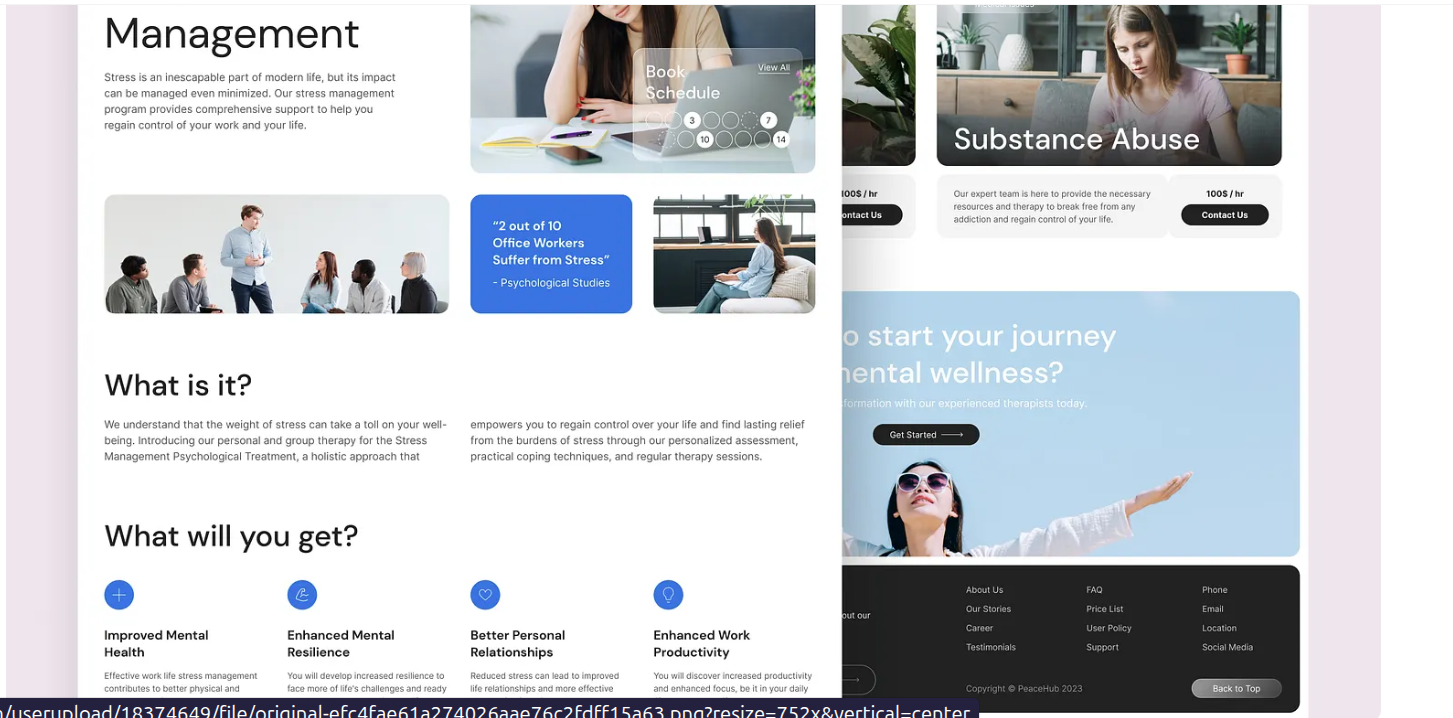 Management
Stress is an inescapable part of modern life, but its impact
can be managed even minimized. Our stress management
program provides comprehensive support to help you
regain control of your work and your life.
Book
Schedule
View All
3
7
10
14
"2 out of 10
Office Workers
Suffer from Stress"
- Psychological Studies
What is it?
We understand that the weight of stress can take a toll on your well-
being. Introducing our personal and group therapy for the Stress
Management Psychological Treatment, a holistic approach that
empowers you to regain control over your life and find lasting relief
from the burdens of stress through our personalized assessment,
practical coping techniques, and regular therapy sessions.
What will you get?
Improved Mental
Health
Effective work life stress management
contributes to better physical and
Enhanced Mental
Resilience
You will develop increased resilience to
face more of life's challenges and ready
Better Personal
Relationships
Reduced stress can lead to improved
life relationships and more effective
Enhanced Work
Productivity
You will discover increased productivity
and enhanced focus, be it in your daily
100$ / hr
ontact Us
Substance Abuse
Our expert team is here to provide the necessary
resources and therapy to break free from any
addiction and regain control of your life.
100$ / hr
Contact Us
o start your journey
mental wellness?
sformation with our experienced therapists today.
Get Started
out our
About Us
Our Stories
Career
Testimonials
FAQ
Price List
User Policy
Support
Phone
Email
Location
Social Media
Copyright © PeaceHub 2023
Back to Top
/userupload/18374649/file/original-efc4fae61a274026aae76c2fdff15a63.png?resize=752x&vertical=center